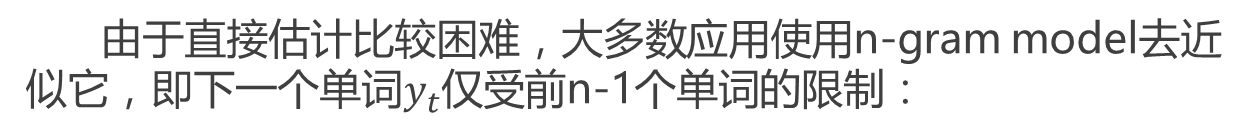 由于直接估计比较困难，大多数应用使用n-gram model去近
似它，即下一个单词𝑦𝑡仅受前n-1个单词的限制：